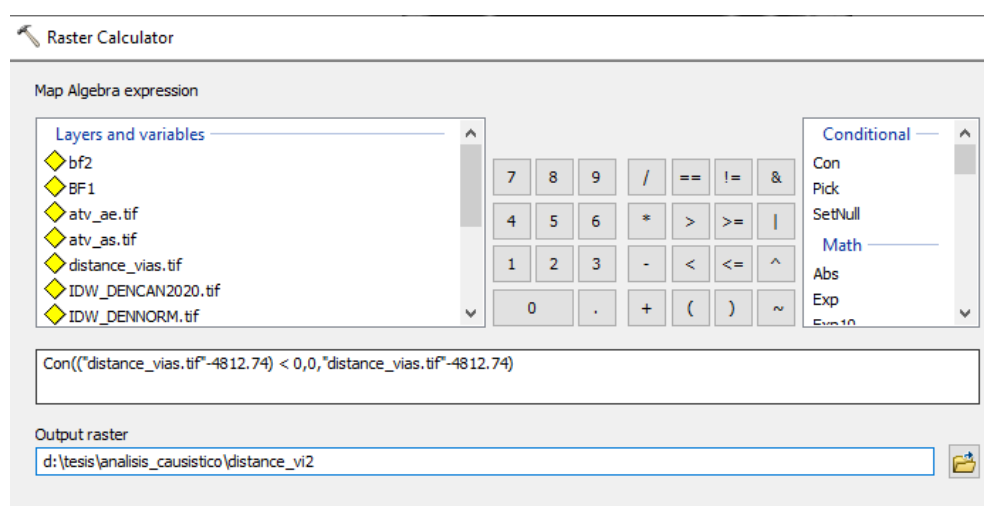 Raster Calculator
Map Algebra expression
Layers and variables
bf2
BF1
atv_ae.tif
atv_as.tif
distance_vias.tif
IDW_DENCAN2020.tif
IDW_DENNORM.tif
7 8 9 / == != &
4 5 6 * > >= |
1 2 3 - < <= ^
0 . + ( ) ~
Conditional
Con
Pick
SetNull
Math
Abs
Exp
Exp10
Con(("distance_vias.tif"-4812.74) < 0,0,"distance_vias.tif"-4812.74)
Output raster
d:\tesis\analisis_causistico\distance_vi2